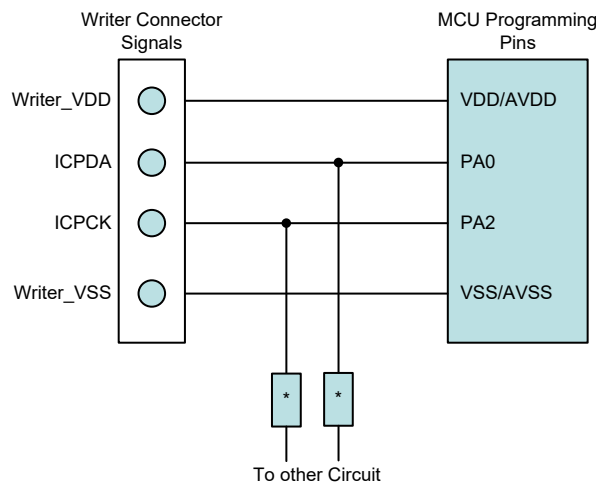 Writer Connector
Signals
MCU Programming
Pins
Writer_VDD
VDD/AVDD
ICPDA
PA0
ICPCK
PA2
Writer_VSS
VSS/AVSS
*
*
To other Circuit